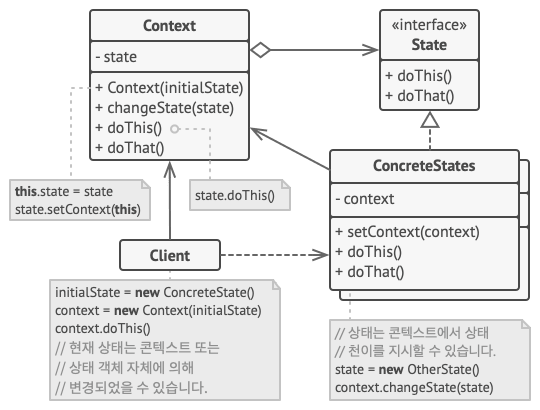 Context
- state
+ Context(initialState)
+ changeState(state)
+ doThis()
+ doThat()
«interface»
State
+ doThis()
+ doThat()
this.state = state
state.setContext(this)
state.doThis()
ConcreteStates
- context
+ setContext(context)
+ doThis()
+ doThat()
Client
initialState = new ConcreteState()
context = new Context(initialState)
context.doThis()
// 현재 상태는 콘텍스트 또는
// 상태 객체 자체에 의해
// 변경되었을 수 있습니다.
// 상태는 콘텍스트에서 상태
// 천이를 지시할 수 있습니다.
state = new OtherState()
context.changeState(state)